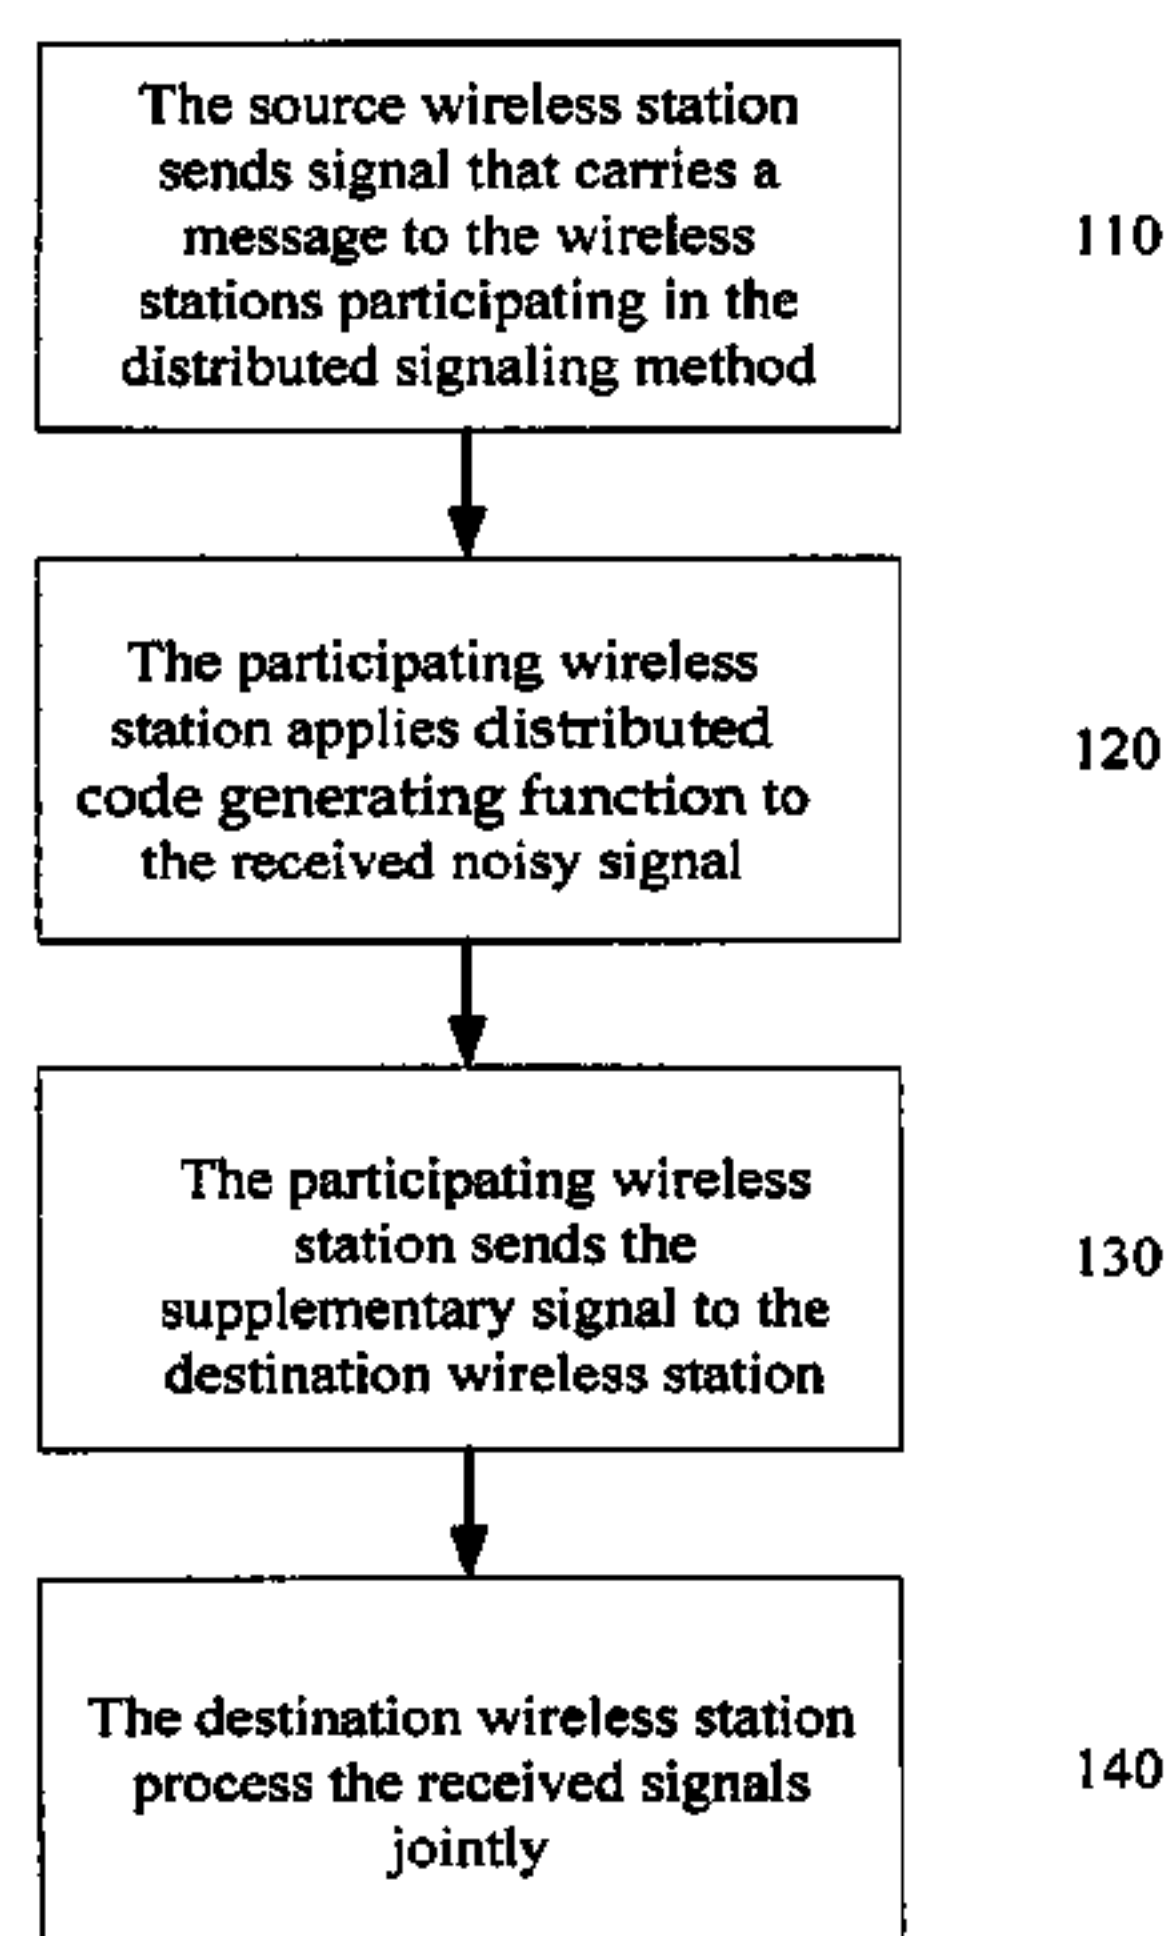 The source wireless station
sends signal that carries a
message to the wireless
stations participating in the
distributed signaling method
110
The participating wireless
station applies distributed
code generating function to
the received noisy signal
120
The participating wireless
station sends the
supplementary signal to the
destination wireless station
130
The destination wireless station
process the received signals
jointly
140